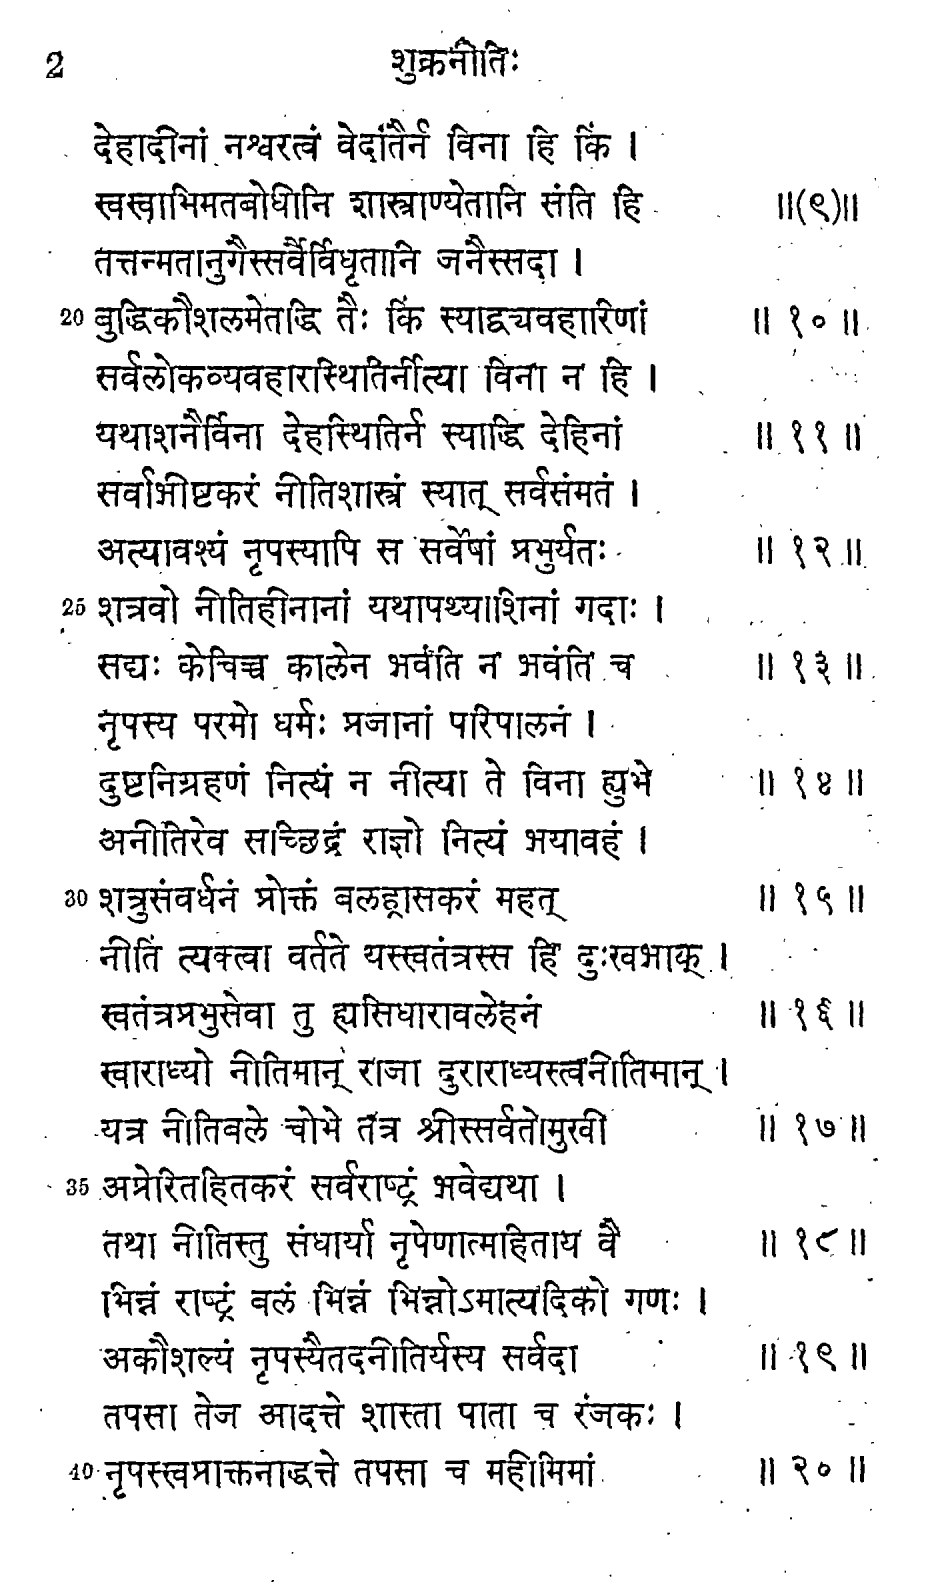 2 शुक्रनीतिः
देहादीनां नश्वरत्वं वेदांतैर्न विना हि किं ।
स्वस्वाभिमतबोधीनि शास्त्राण्येतानि संति हि ॥(९)॥
तत्तन्मतानुगैस्सर्वैर्विधृतानि जनैस्सदा ।
20 बुद्धिकौशलमेतद्धि तैः किं स्याद्व्यवहारिणां ॥ १० ॥
सर्वलोकव्यवहारस्थितिर्नीत्या विना न हि ।
यथाशनैर्विना देहस्थितिर्न स्याद्धि देहिनां ॥ ११ ॥
सर्वाभीष्टकरं नीतिशास्त्रं स्यात् सर्वसंमतं ।
अत्यावश्यं नृपस्यापि स सर्वेषां प्रभुर्यतः ॥ १२ ॥
25 शत्रवो नीतिहीनानां यथापथ्याशिनां गदाः ।
सद्यः केचिच्च कालेन भवंति न भवंति च ॥ १३ ॥
नृपस्य परमो धर्मः प्रजानां परिपालनं ।
दुष्टनिग्रहणं नित्यं न नीत्या ते विना ह्युभे ॥ १४ ॥
अनीतिरेव सच्छिद्रं राज्ञो नित्यं भयावहं ।
30 शत्रुसंवर्धनं प्रोक्तं बलह्रासकरं महत् ॥ १५ ॥
नीतिं त्यक्त्वा वर्तते यस्स्वतंत्रस्स हि दुःखभाक् ।
स्वतंत्रप्रभुसेवा तु ह्यसिधारावलेहनं ॥ १६ ॥
स्वाराध्यो नीतिमान् राजा दुराराध्यस्त्वनीतिमान् ।
यत्र नीतिबले चोभे तत्र श्रीस्सर्वतोमुखी ॥ १७ ॥
35 अप्रेरितहितकरं सर्वराष्ट्रं भवेद्यथा ।
तथा नीतिस्तु संधार्या नृपेणात्महिताय वै ॥ १८ ॥
भिन्नं राष्ट्रं बलं भिन्नं भिन्नोऽमात्यादिको गणः ।
अकौशल्यं नृपस्यैतदनीतिर्यस्य सर्वदा ॥ १९ ॥
तपसा तेज आदत्ते शास्ता पाता च रंजकः ।
40 नृपस्स्वप्राक्तनाद्धत्ते तपसा च महीमिमां ॥ २० ॥